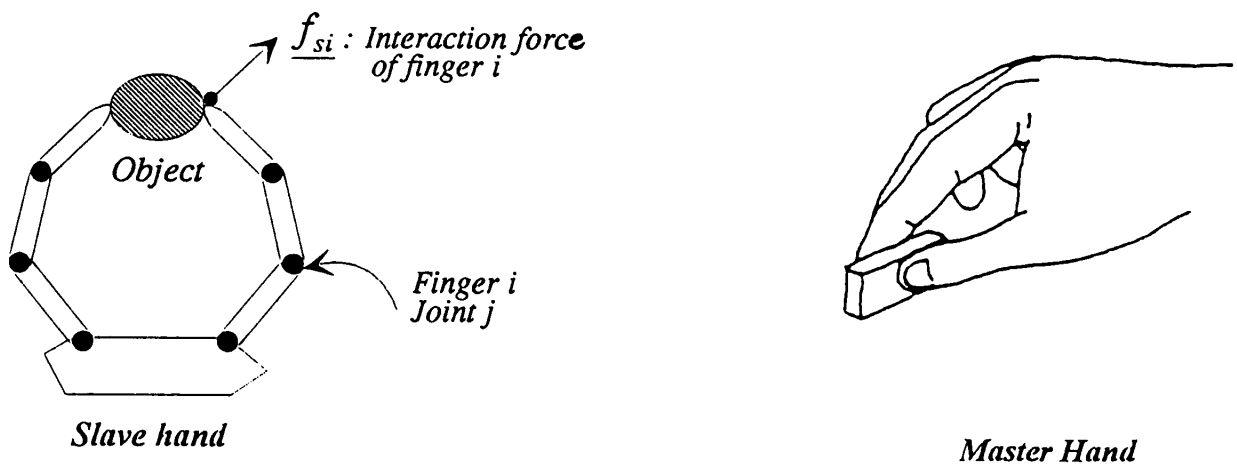 f_si : Interaction force
of finger i
Object
Finger i
Joint j
Slave hand
Master Hand